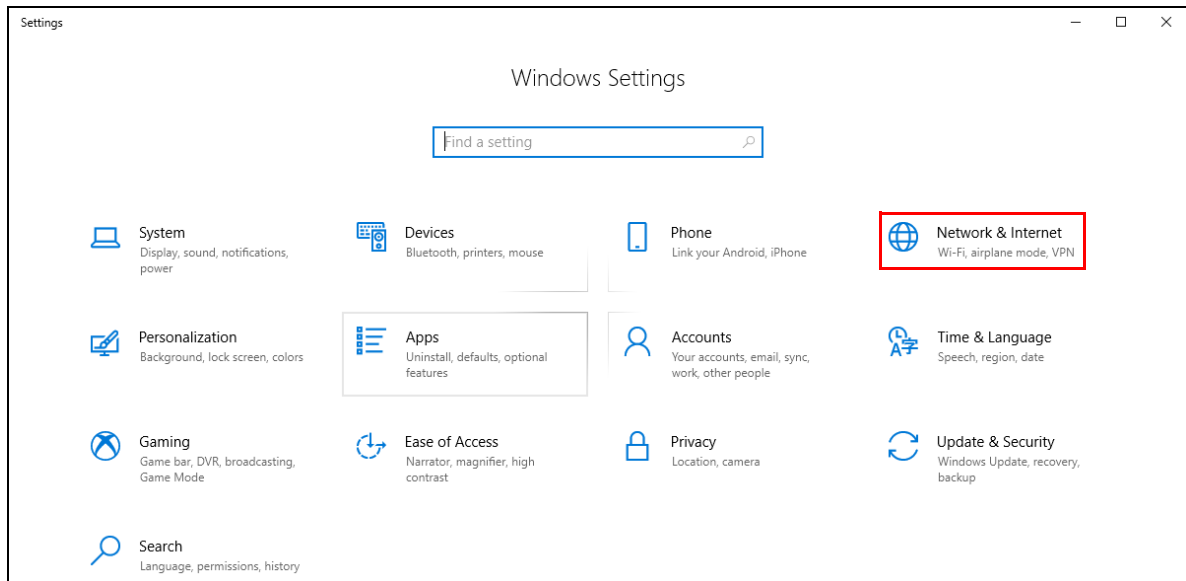 Settings
Windows Settings
Find a setting
System
Display, sound, notifications,
power
Devices
Bluetooth, printers, mouse
Phone
Link your Android, iPhone
Network & Internet
Wi-Fi, airplane mode, VPN
Personalization
Background, lock screen, colors
Apps
Uninstall, defaults, optional
features
Accounts
Your accounts, email, sync,
work, other people
Time & Language
Speech, region, date
Gaming
Game bar, DVR, broadcasting,
Game Mode
Ease of Access
Narrator, magnifier, high
contrast
Privacy
Location, camera
Update & Security
Windows Update, recovery,
backup
Search
Language, permissions, history